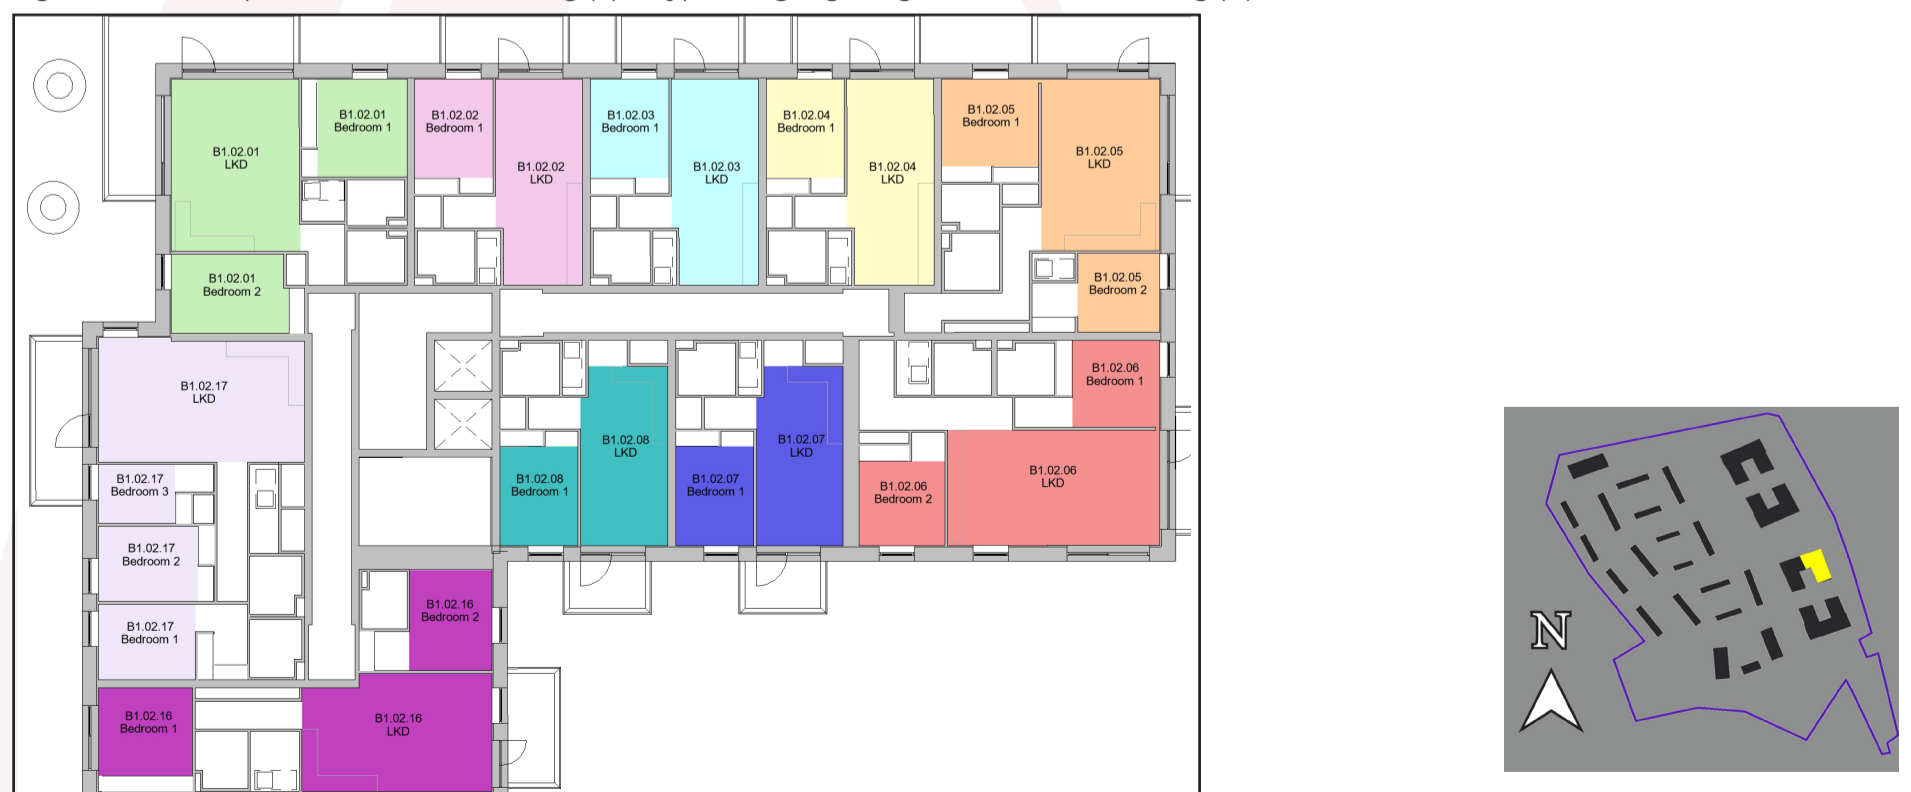 B1.02.01
LKD
B1.02.01
Bedroom 1
B1.02.02
Bedroom 1
B1.02.02
LKD
B1.02.03
Bedroom 1
B1.02.03
LKD
B1.02.04
Bedroom 1
B1.02.04
LKD
B1.02.05
Bedroom 1
B1.02.05
LKD
B1.02.01
Bedroom 2
B1.02.05
Bedroom 2
B1.02.17
LKD
B1.02.06
Bedroom 1
B1.02.08
LKD
B1.02.07
LKD
B1.02.17
Bedroom 3
B1.02.08
Bedroom 1
B1.02.07
Bedroom 1
B1.02.06
Bedroom 2
B1.02.06
LKD
B1.02.17
Bedroom 2
B1.02.16
Bedroom 2
B1.02.17
Bedroom 1
B1.02.16
Bedroom 1
B1.02.16
LKD
N